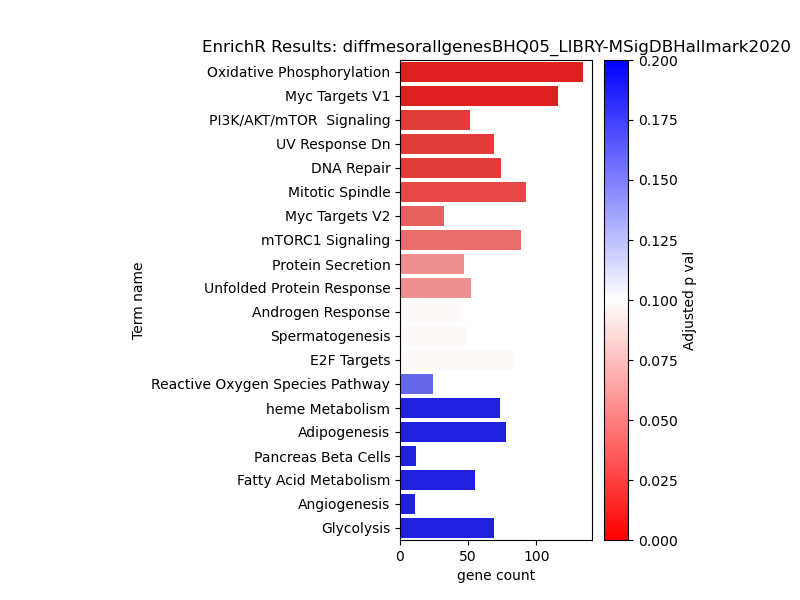 EnrichR Results: diffmesorallgenesBHQ05_LIBRY-MSigDBHallmark2020
Oxidative Phosphorylation
Myc Targets V1
PI3K/AKT/mTOR  Signaling
UV Response Dn
DNA Repair
Mitotic Spindle
Myc Targets V2
mTORC1 Signaling
Protein Secretion
Unfolded Protein Response
Androgen Response
Spermatogenesis
E2F Targets
Reactive Oxygen Species Pathway
heme Metabolism
Adipogenesis
Pancreas Beta Cells
Fatty Acid Metabolism
Angiogenesis
Glycolysis
Term name
0 50 100
gene count
0.200
0.175
0.150
0.125
0.100
0.075
0.050
0.025
0.000
Adjusted p val